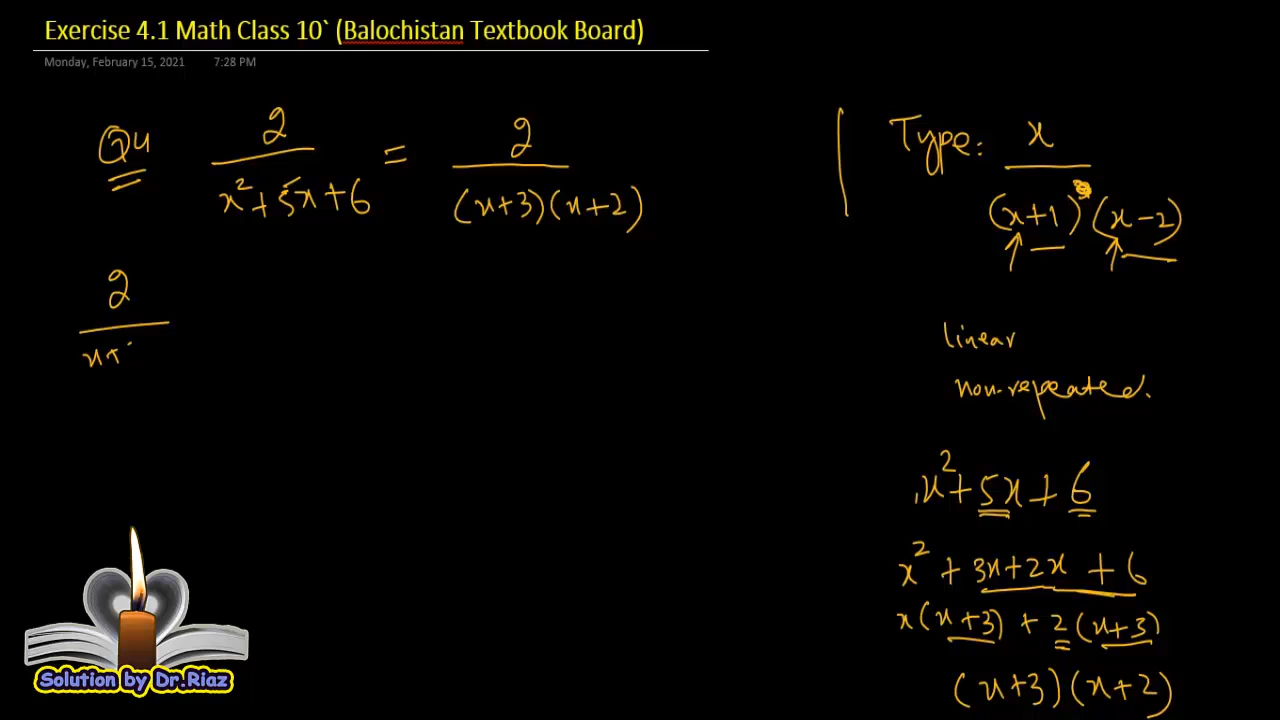 Exercise 4.1 Math Class 10` (Balochistan Textbook Board)
Monday, February 15, 2021 7:28 PM
Q4 2/(x²+5x+6) = 2/((x+3)(x+2))
2/(x+
Type: x/((x+1)(x-2))
linear
non-repeated.
x²+5x+6
x²+3x+2x+6
x(x+3)+2(x+3)
(x+3)(x+2)
Solution by Dr.Riaz